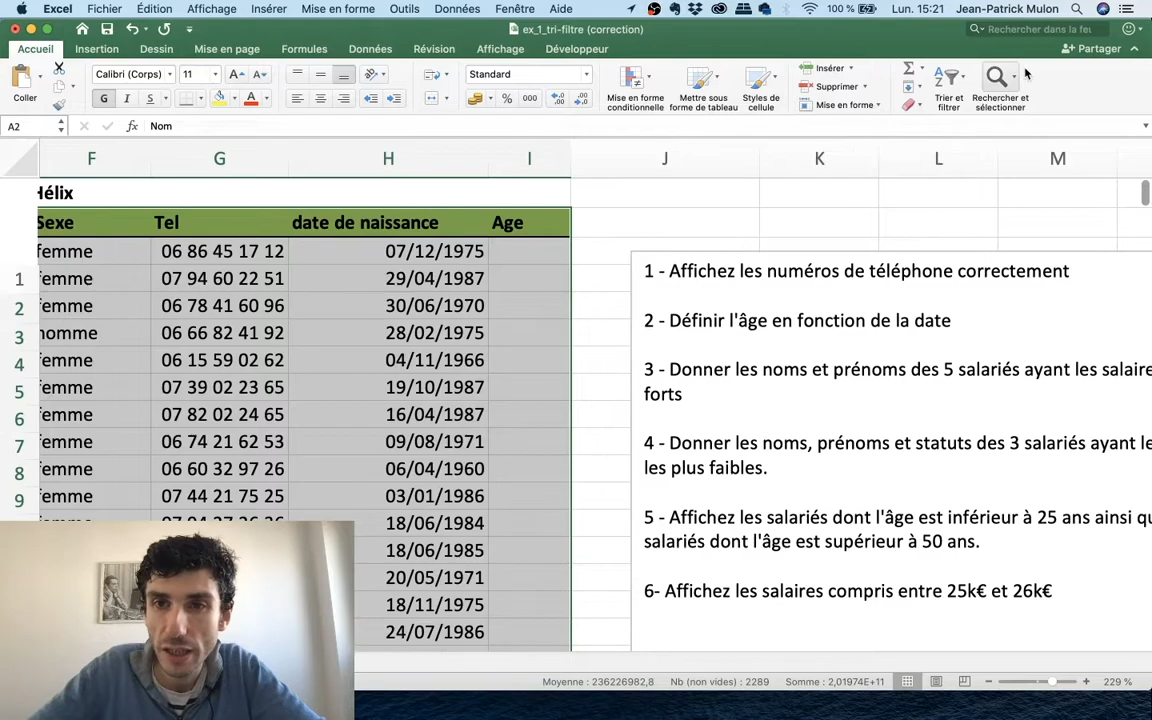 Excel Fichier Édition Affichage Insérer Mise en forme Outils Données Fenêtre Aide 100 % Lun. 15:21 Jean-Patrick Mulon
ex_1_tri-filtre (correction)
Rechercher dans la feu
Accueil Insertion Dessin Mise en page Formules Données Révision Affichage Développeur
Partager
Coller
Calibri (Corps) 11
G I S
Standard
% 000
Mise en forme conditionnelle
Mettre sous forme de tableau
Styles de cellule
Insérer
Supprimer
Mise en forme
Trier et filtrer
Rechercher et sélectionner
A2 fx Nom
F G H I J K L M
Hélix
Sexe Tel date de naissance Age
femme 06 86 45 17 12 07/12/1975
1 femme 07 94 60 22 51 29/04/1987
2 femme 06 78 41 60 96 30/06/1970
3 homme 06 66 82 41 92 28/02/1975
4 femme 06 15 59 02 62 04/11/1966
5 femme 07 39 02 23 65 19/10/1987
6 femme 07 82 02 24 65 16/04/1987
7 femme 06 74 21 62 53 09/08/1971
8 femme 06 60 32 97 26 06/04/1960
9 femme 07 44 21 75 25 03/01/1986
18/06/1984
18/06/1985
20/05/1971
18/11/1975
24/07/1986
1 - Affichez les numéros de téléphone correctement
2 - Définir l'âge en fonction de la date
3 - Donner les noms et prénoms des 5 salariés ayant les salaire
forts
4 - Donner les noms, prénoms et statuts des 3 salariés ayant le
les plus faibles.
5 - Affichez les salariés dont l'âge est inférieur à 25 ans ainsi qu
salariés dont l'âge est supérieur à 50 ans.
6- Affichez les salaires compris entre 25k€ et 26k€
Moyenne : 236226982,8 Nb (non vides) : 2289 Somme : 2,01974E+11 229 %